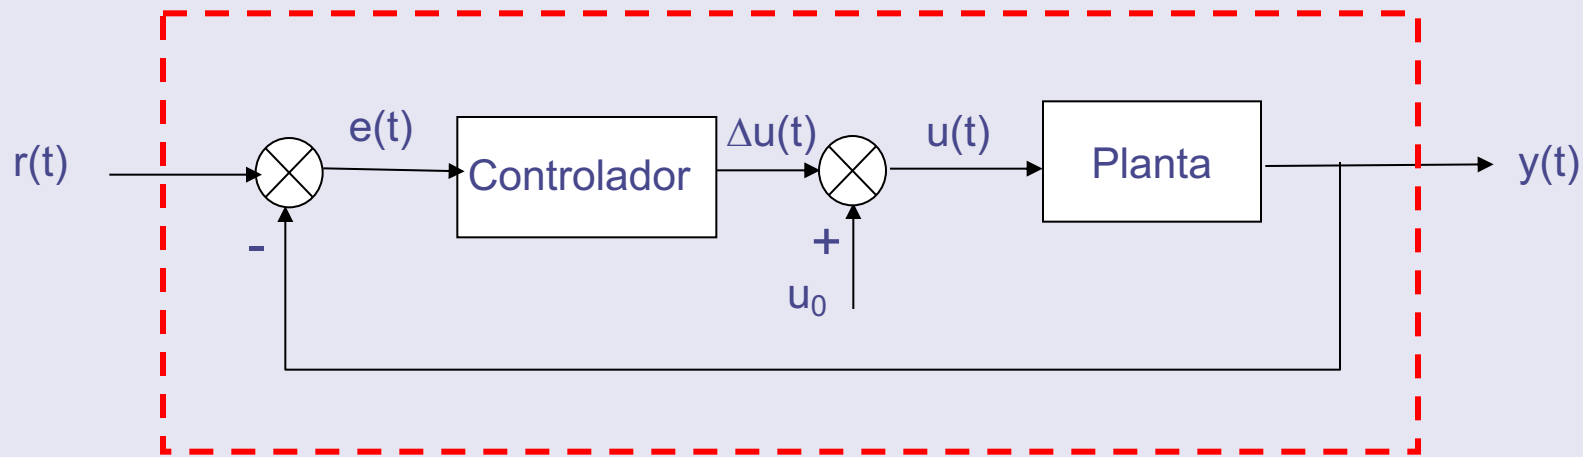 r(t)
e(t)
Controlador
Δu(t)
u(t)
Planta
y(t)
-
+
u₀